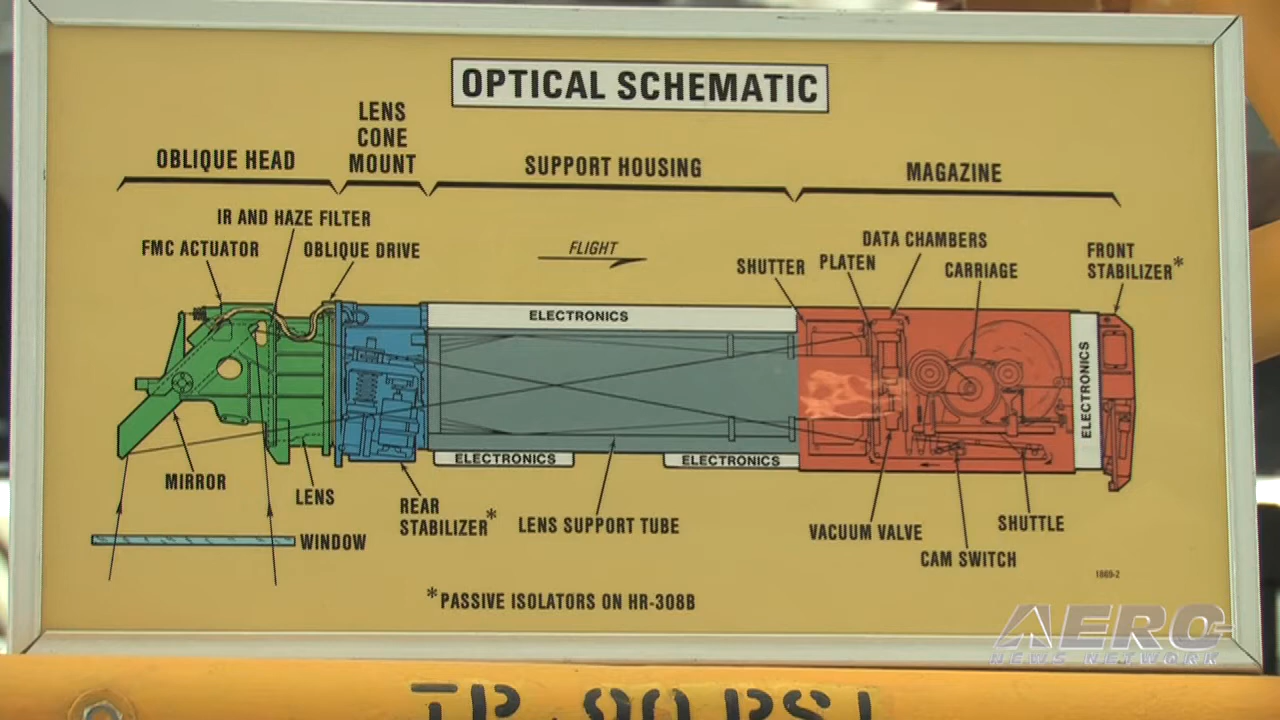 OPTICAL SCHEMATIC
LENS
CONE
MOUNT
OBLIQUE HEAD
SUPPORT HOUSING
MAGAZINE
IR AND HAZE FILTER
FMC ACTUATOR
OBLIQUE DRIVE
FLIGHT
SHUTTER
PLATEN
DATA CHAMBERS
CARRIAGE
FRONT
STABILIZER*
ELECTRONICS
ELECTRONICS
ELECTRONICS
ELECTRONICS
MIRROR
LENS
REAR
STABILIZER*
LENS SUPPORT TUBE
VACUUM VALVE
CAM SWITCH
SHUTTLE
WINDOW
*PASSIVE ISOLATORS ON HR-308B
1869-2
AERO
NEWS NETWORK
90 PSI